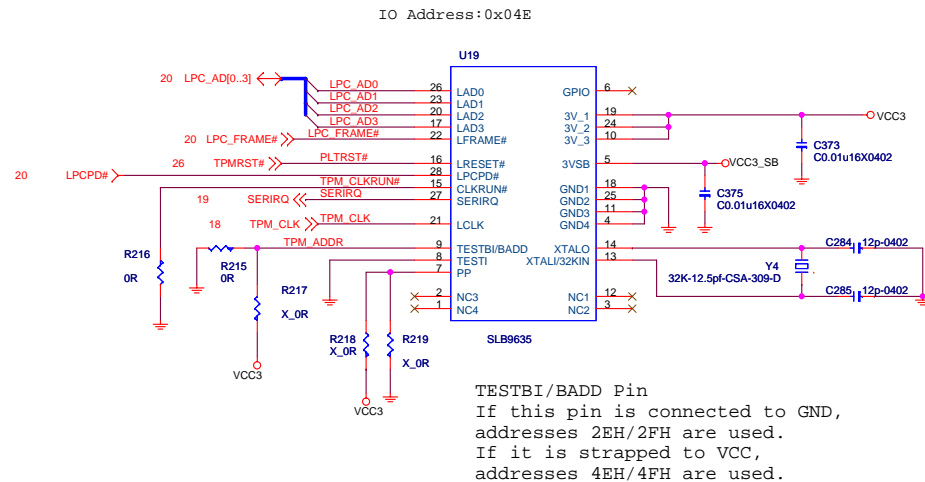 IO Address:0x04E
U19
20 LPC_AD[0..3]
LPC_AD0 26 LAD0
LPC_AD1 23 LAD1
LPC_AD2 20 LAD2
LPC_AD3 17 LAD3
20 LPC_FRAME# LPC_FRAME# 22 LFRAME#
26 TPMRST# PLTRST# 16 LRESET#
20 LPCPD# 28 LPCPD#
TPM_CLKRUN# 15 CLKRUN#
19 SERIRQ SERIRQ 27 SERIRQ
18 TPM_CLK TPM_CLK 21 LCLK
TPM_ADDR 9 TESTBI/BADD
8 TESTI
7 PP
2 NC3
1 NC4
GPIO 6
3V_1 19
3V_2 24
3V_3 10
VCC3
3VSB 5
VCC3_SB
GND1 18
GND2 25
GND3 11
GND4 4
XTALO 14
XTALI/32KIN 13
NC1 12
NC2 3
C373
C0.01u16X0402
C375
C0.01u16X0402
C284 12p-0402
Y4
32K-12.5pf-CSA-309-D
C285 12p-0402
R216
0R
R215
0R
R217
X_0R
VCC3
R218
X_0R
R219
X_0R
VCC3
SLB9635
TESTBI/BADD Pin
If this pin is connected to GND,
addresses 2EH/2FH are used.
If it is strapped to VCC,
addresses 4EH/4FH are used.